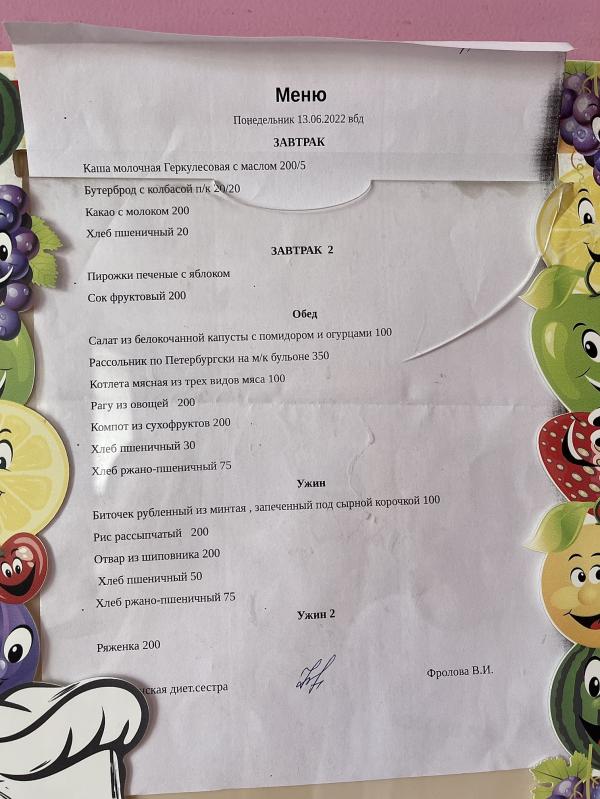 Меню
Понедельник 13.06.2022 вбд
ЗАВТРАК
Каша молочная Геркулесовая с маслом 200/5
Бутерброд с колбасой п/к 20/20
Какао с молоком 200
Хлеб пшеничный 20
ЗАВТРАК 2
Пирожки печеные с яблоком
Сок фруктовый 200
Обед
Салат из белокочанной капусты с помидором и огурцами 100
Рассольник по Петербургски на м/к бульоне 350
Котлета мясная из трех видов мяса 100
Рагу из овощей 200
Компот из сухофруктов 200
Хлеб пшеничный 30
Хлеб ржано-пшеничный 75
Ужин
Биточек рубленный из минтая , запеченный под сырной корочкой 100
Рис рассыпчатый 200
Отвар из шиповника 200
Хлеб пшеничный 50
Хлеб ржано-пшеничный 75
Ужин 2
Ряженка 200
диет.сестра Фролова В.И.